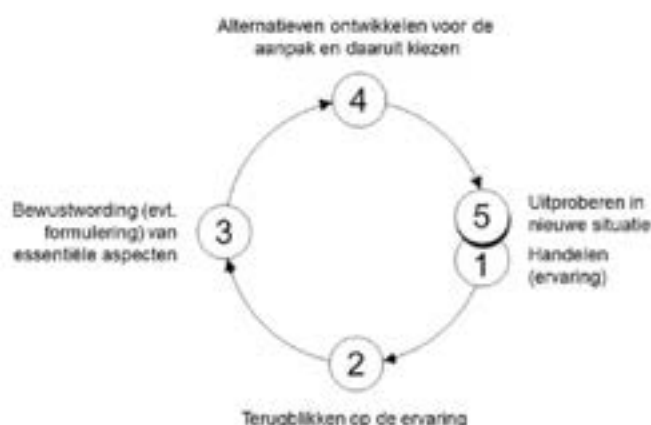 Alternatieven ontwikkelen voor de
aanpak en daaruit kiezen
4
Bewustwording (evt.
formulering) van
essentiële aspecten
3
5
Uitproberen in
nieuwe situatie
1
Handelen
(ervaring)
2
Terugblikken op de ervaring